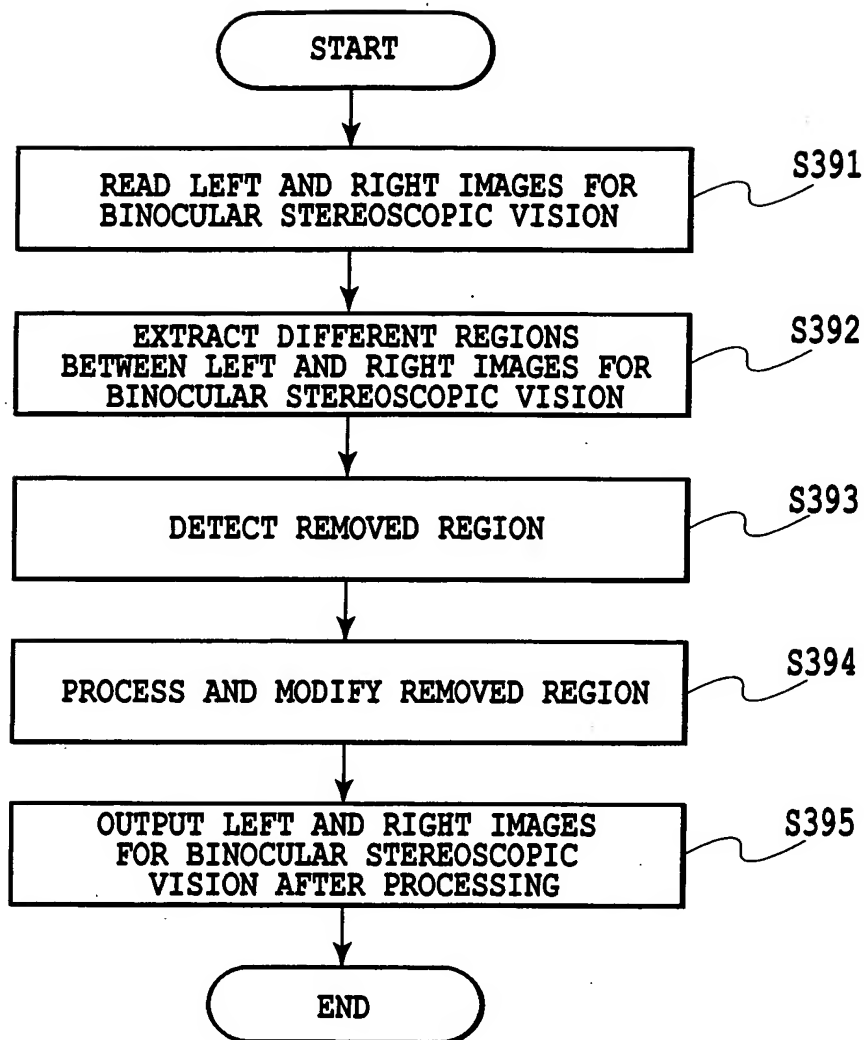 START
READ LEFT AND RIGHT IMAGES FOR
BINOCULAR STEREOSCOPIC VISION
S391
EXTRACT DIFFERENT REGIONS
BETWEEN LEFT AND RIGHT IMAGES FOR
BINOCULAR STEREOSCOPIC VISION
S392
DETECT REMOVED REGION
S393
PROCESS AND MODIFY REMOVED REGION
S394
OUTPUT LEFT AND RIGHT IMAGES
FOR BINOCULAR STEREOSCOPIC
VISION AFTER PROCESSING
S395
END